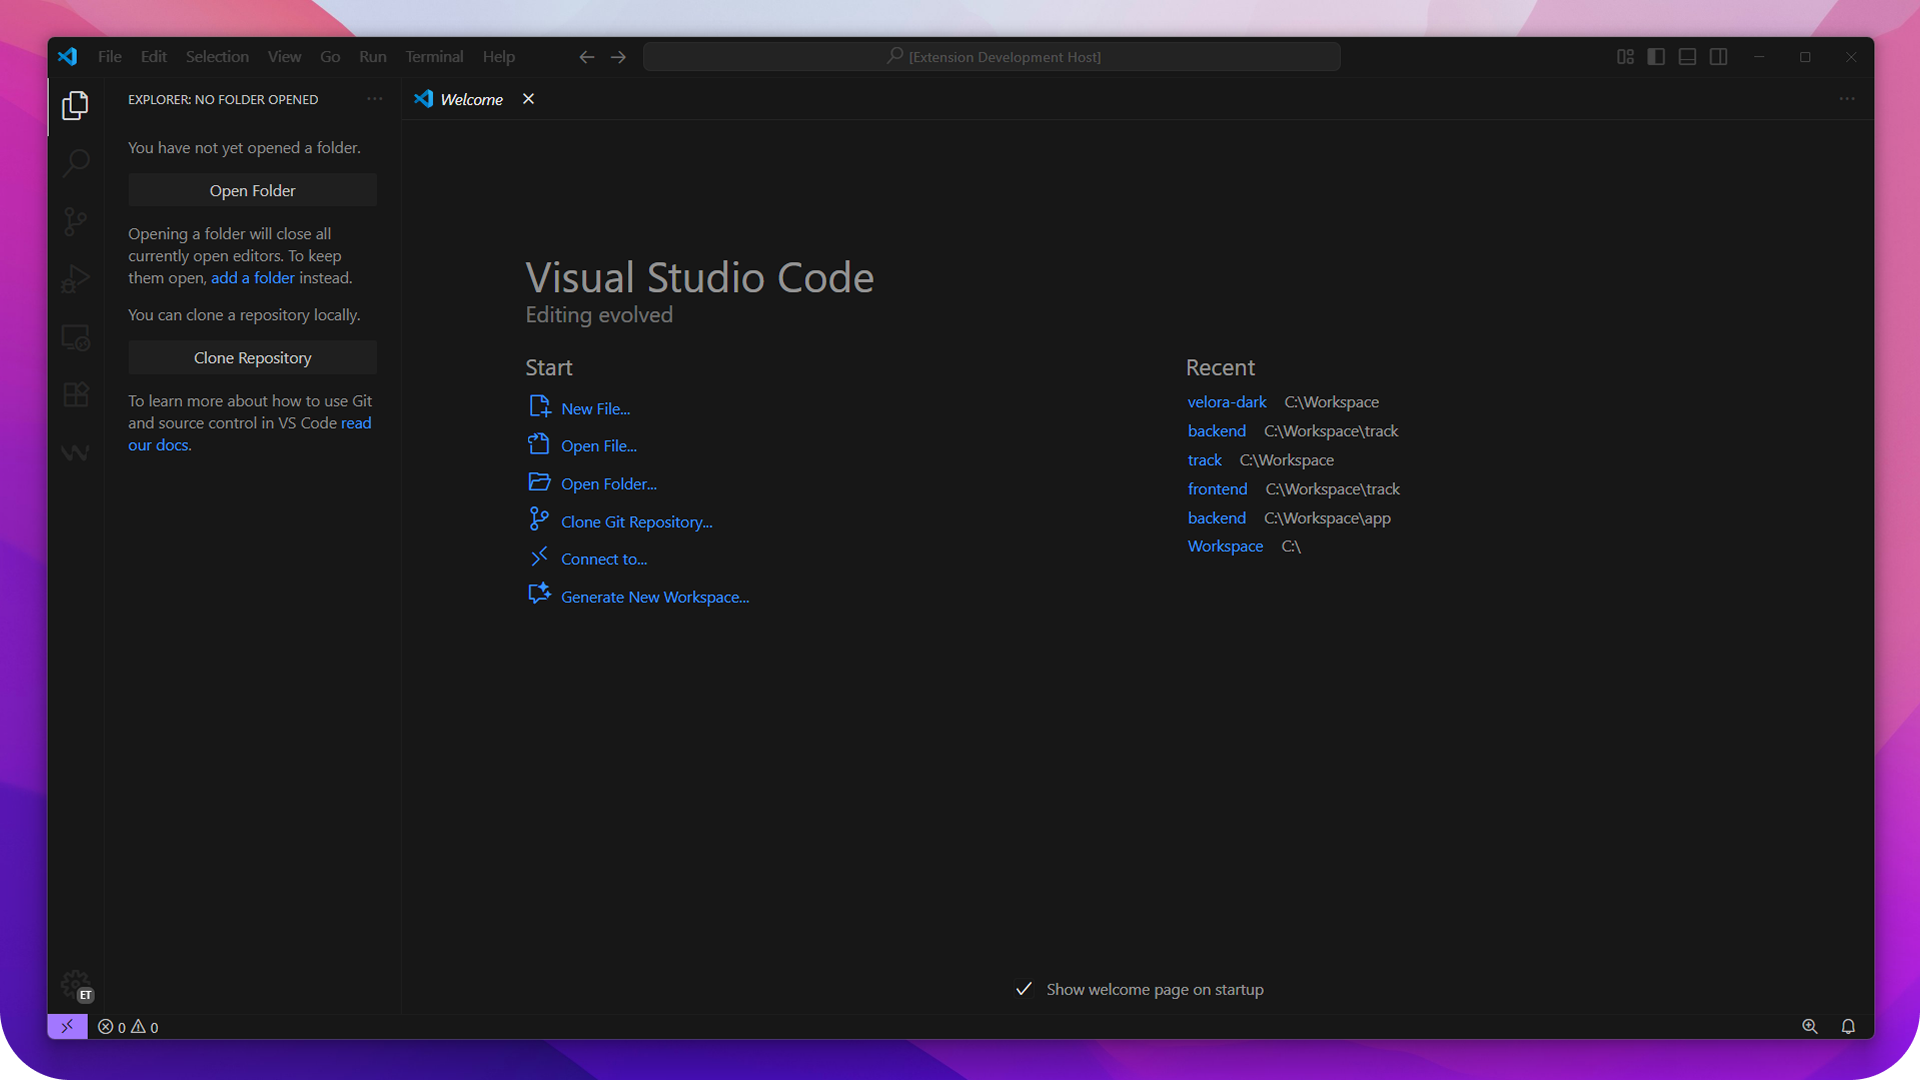 File Edit Selection View Go Run Terminal Help
[Extension Development Host]
EXPLORER: NO FOLDER OPENED
Welcome
You have not yet opened a folder.
Open Folder
Opening a folder will close all
currently open editors. To keep
them open, add a folder instead.
You can clone a repository locally.
Clone Repository
To learn more about how to use Git
and source control in VS Code read
our docs.
Visual Studio Code
Editing evolved
Start
New File...
Open File...
Open Folder...
Clone Git Repository...
Connect to...
Generate New Workspace...
Recent
velora-dark C:\Workspace
backend C:\Workspace\track
track C:\Workspace
frontend C:\Workspace\track
backend C:\Workspace\app
Workspace C:\
Show welcome page on startup
ET
0 0